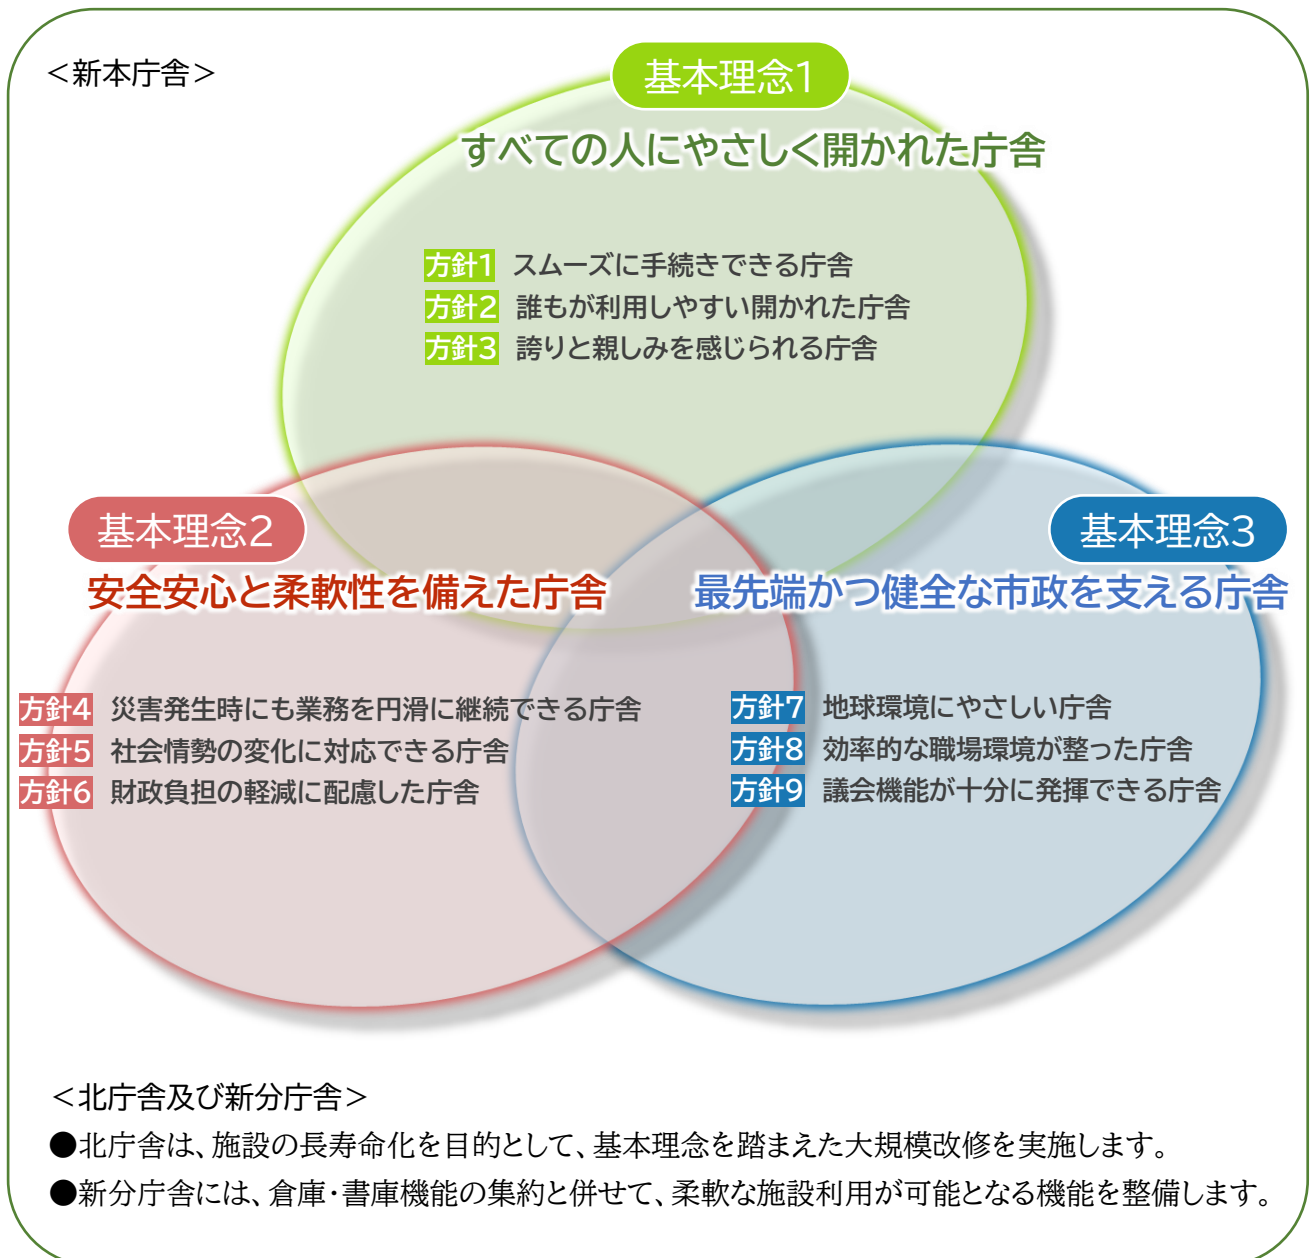 ＜新本庁舎＞
基本理念1
すべての人にやさしく開かれた庁舎
方針1 スムーズに手続きできる庁舎
方針2 誰もが利用しやすい開かれた庁舎
方針3 誇りと親しみを感じられる庁舎
基本理念2
安全安心と柔軟性を備えた庁舎
方針4 災害発生時にも業務を円滑に継続できる庁舎
方針5 社会情勢の変化に対応できる庁舎
方針6 財政負担の軽減に配慮した庁舎
基本理念3
最先端かつ健全な市政を支える庁舎
方針7 地球環境にやさしい庁舎
方針8 効率的な職場環境が整った庁舎
方針9 議会機能が十分に発揮できる庁舎
＜北庁舎及び新分庁舎＞
●北庁舎は、施設の長寿命化を目的として、基本理念を踏まえた大規模改修を実施します。
●新分庁舎には、倉庫・書庫機能の集約と併せて、柔軟な施設利用が可能となる機能を整備します。